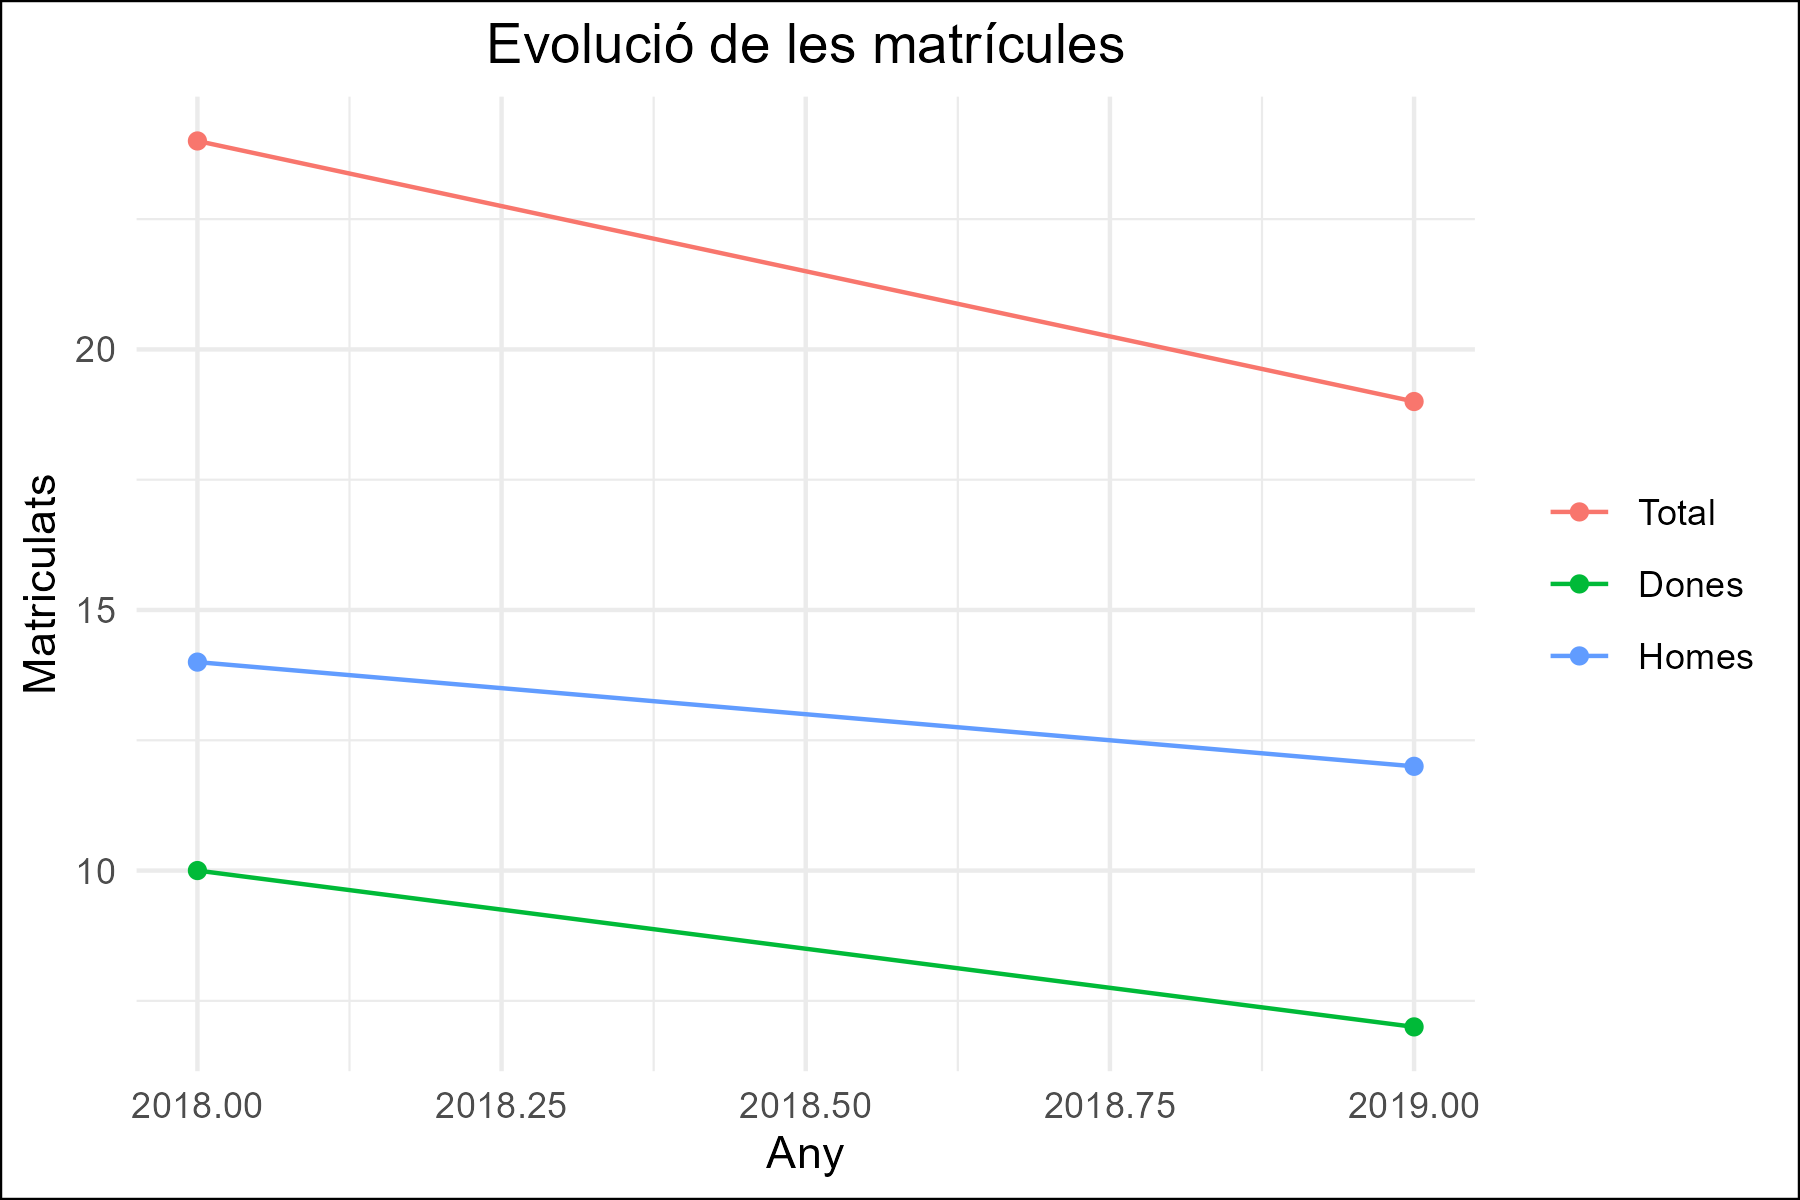 Evolució de les matrícules
Matriculats
20
15
10
2018.00
2018.25
2018.50
2018.75
2019.00
Any
Total
Dones
Homes